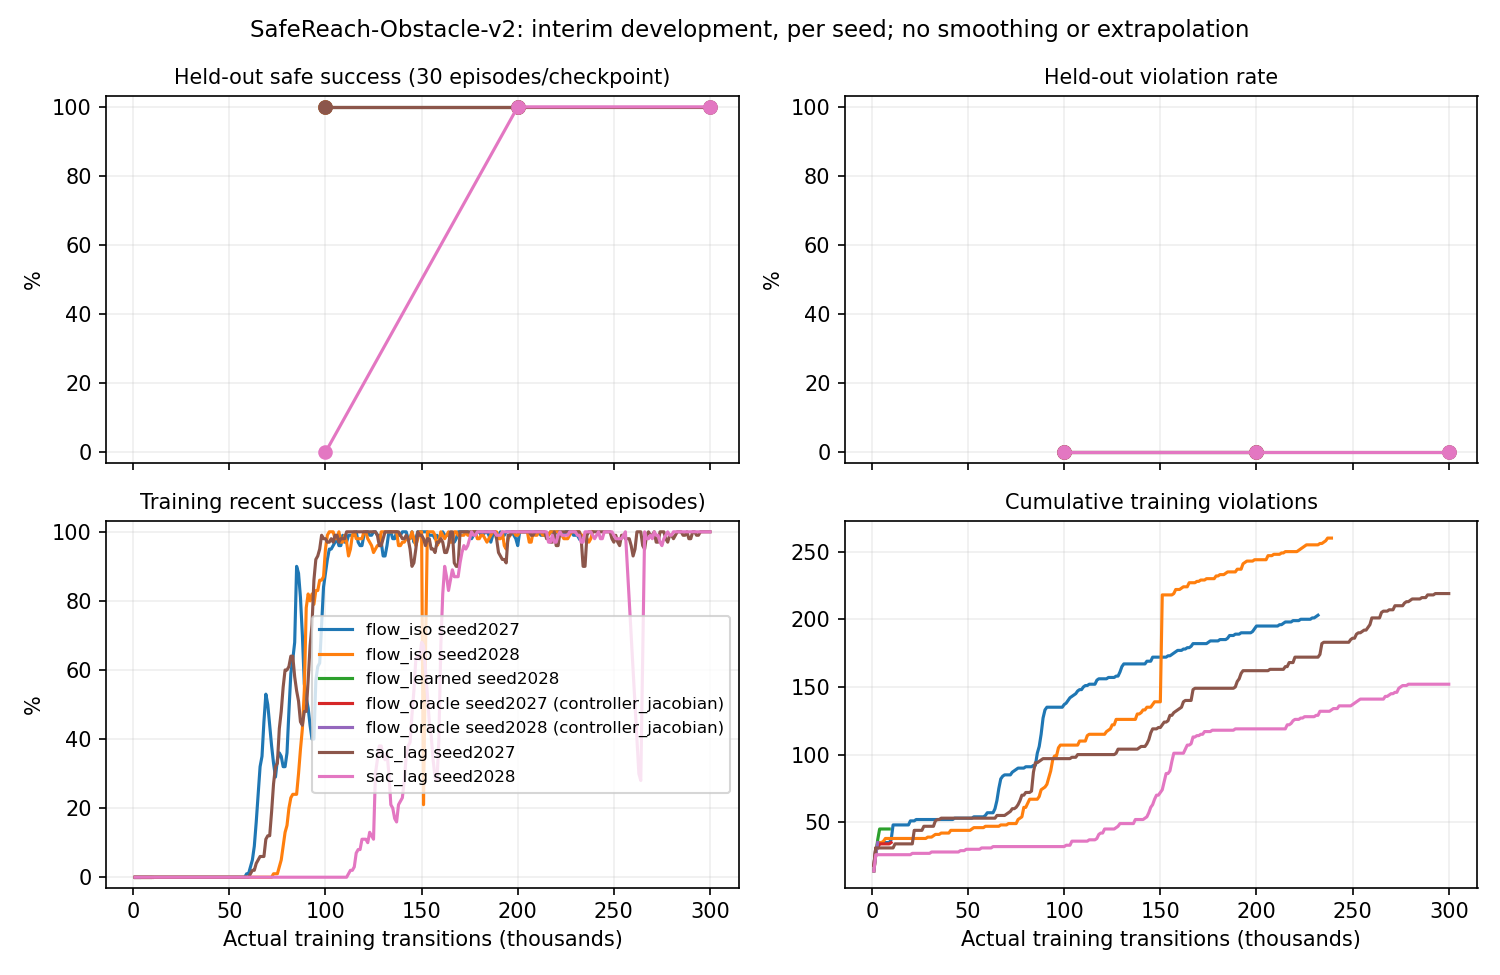 SafeReach-Obstacle-v2: interim development, per seed; no smoothing or extrapolation
Held-out safe success (30 episodes/checkpoint)
%
100
80
60
40
20
0
Held-out violation rate
%
100
80
60
40
20
0
Training recent success (last 100 completed episodes)
%
100
80
60
40
20
0
flow_iso seed2027
flow_iso seed2028
flow_learned seed2028
flow_oracle seed2027 (controller_jacobian)
flow_oracle seed2028 (controller_jacobian)
sac_lag seed2027
sac_lag seed2028
0 50 100 150 200 250 300
Actual training transitions (thousands)
Cumulative training violations
250
200
150
100
50
0 50 100 150 200 250 300
Actual training transitions (thousands)